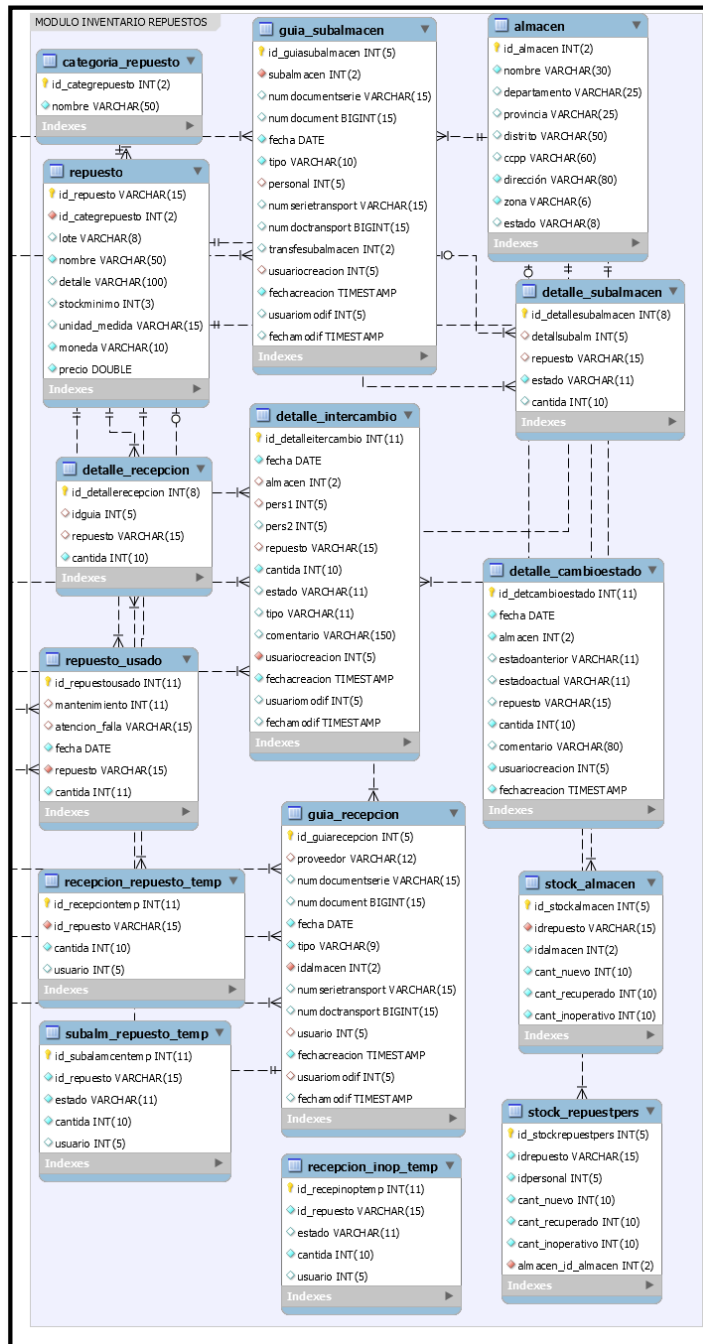 MODULO INVENTARIO REPUESTOS
categoria_repuesto
id_categrepuesto INT(2)
nombre VARCHAR(50)
Indexes
repuesto
id_repuesto VARCHAR(15)
id_categrepuesto INT(2)
lote VARCHAR(8)
nombre VARCHAR(50)
detalle VARCHAR(100)
stockminimo INT(3)
unidad_medida VARCHAR(15)
moneda VARCHAR(10)
precio DOUBLE
Indexes
detalle_recepcion
id_detallerecepcion INT(8)
idguia INT(5)
repuesto VARCHAR(15)
cantida INT(10)
Indexes
repuesto_usado
id_repuestousado INT(11)
mantenimiento INT(11)
atencion_falla VARCHAR(15)
fecha DATE
repuesto VARCHAR(15)
cantida INT(11)
Indexes
recepcion_repuesto_temp
id_recepciontemp INT(11)
id_repuesto VARCHAR(15)
cantida INT(10)
usuario INT(5)
Indexes
subalm_repuesto_temp
id_subalamcentemp INT(11)
id_repuesto VARCHAR(15)
estado VARCHAR(11)
cantida INT(10)
usuario INT(5)
Indexes
guia_subalmacen
id_guiasubalmacen INT(5)
subalmacen INT(2)
numdocumentserie VARCHAR(15)
numdocument BIGINT(15)
fecha DATE
tipo VARCHAR(10)
personal INT(5)
numserietransport VARCHAR(15)
numdoctransport BIGINT(15)
transfesubalmacen INT(2)
usuariocreacion INT(5)
fechacreacion TIMESTAMP
usuariomodif INT(5)
fechamodif TIMESTAMP
Indexes
detalle_intercambio
id_detalleitercambio INT(11)
fecha DATE
almacen INT(2)
pers1 INT(5)
pers2 INT(5)
repuesto VARCHAR(15)
cantida INT(10)
estado VARCHAR(11)
tipo VARCHAR(11)
comentario VARCHAR(150)
usuariocreacion INT(5)
fechacreacion TIMESTAMP
usuariomodif INT(5)
fechamodif TIMESTAMP
Indexes
guia_recepcion
id_guiarecepcion INT(5)
proveedor VARCHAR(12)
numdocumentserie VARCHAR(15)
numdocument BIGINT(15)
fecha DATE
tipo VARCHAR(9)
idalmacen INT(2)
numserietransport VARCHAR(15)
numdoctransport BIGINT(15)
usuario INT(5)
fechacreacion TIMESTAMP
usuariomodif INT(5)
fechamodif TIMESTAMP
Indexes
recepcion_inop_temp
id_recepinoptemp INT(11)
id_repuesto VARCHAR(15)
estado VARCHAR(11)
cantida INT(10)
usuario INT(5)
Indexes
almacen
id_almacen INT(2)
nombre VARCHAR(30)
departamento VARCHAR(25)
provincia VARCHAR(25)
distrito VARCHAR(50)
ccpp VARCHAR(60)
dirección VARCHAR(80)
zona VARCHAR(6)
estado VARCHAR(8)
Indexes
detalle_subalmacen
id_detallesubalmacen INT(8)
detallsubalm INT(5)
repuesto VARCHAR(15)
estado VARCHAR(11)
cantida INT(10)
Indexes
detalle_cambioestado
id_detcambioestado INT(11)
fecha DATE
almacen INT(2)
estadoanterior VARCHAR(11)
estadoactual VARCHAR(11)
repuesto VARCHAR(15)
cantida INT(10)
comentario VARCHAR(80)
usuariocreacion INT(5)
fechacreacion TIMESTAMP
Indexes
stock_almacen
id_stockalmacen INT(5)
idrepuesto VARCHAR(15)
idalmacen INT(2)
cant_nuevo INT(10)
cant_recuperado INT(10)
cant_inoperativo INT(10)
Indexes
stock_repuestpers
id_stockrepuestpers INT(5)
idrepuesto VARCHAR(15)
idpersonal INT(5)
cant_nuevo INT(10)
cant_recuperado INT(10)
cant_inoperativo INT(10)
almacen_id_almacen INT(2)
Indexes